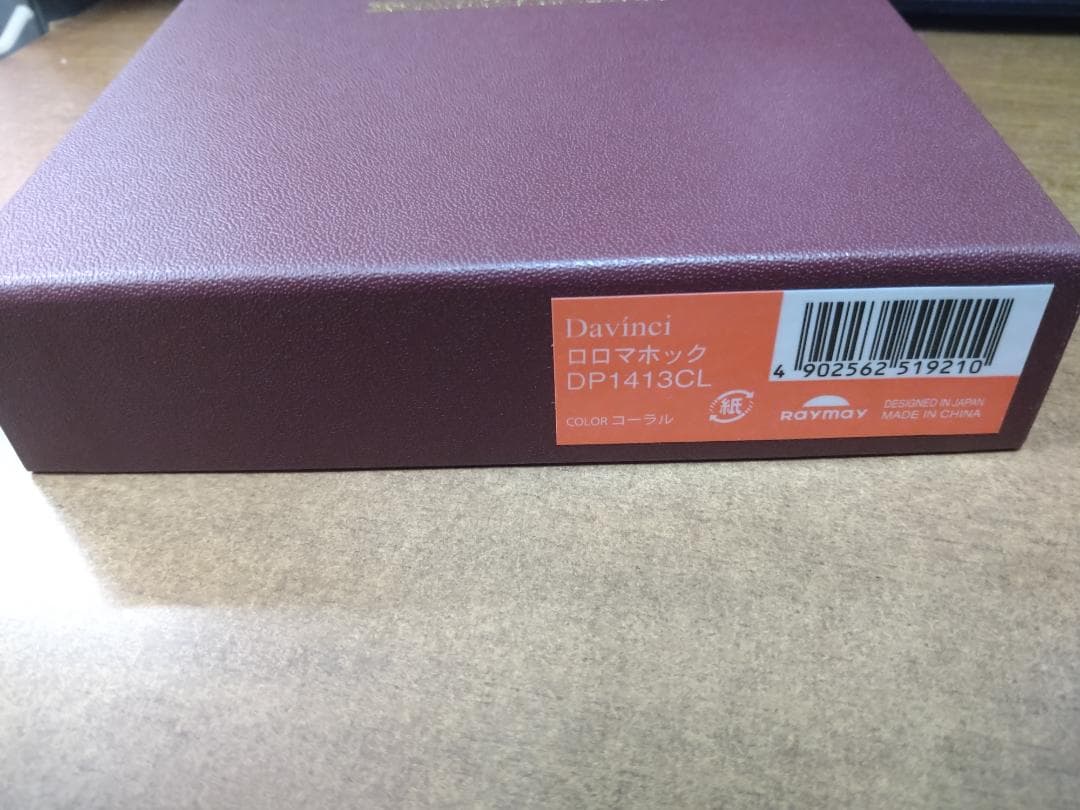 Davinci
ロロマホック
DP1413CL
COLOR コーラル
紙
4 902562 519210
RAYMAY
DESIGNED IN JAPAN
MADE IN CHINA